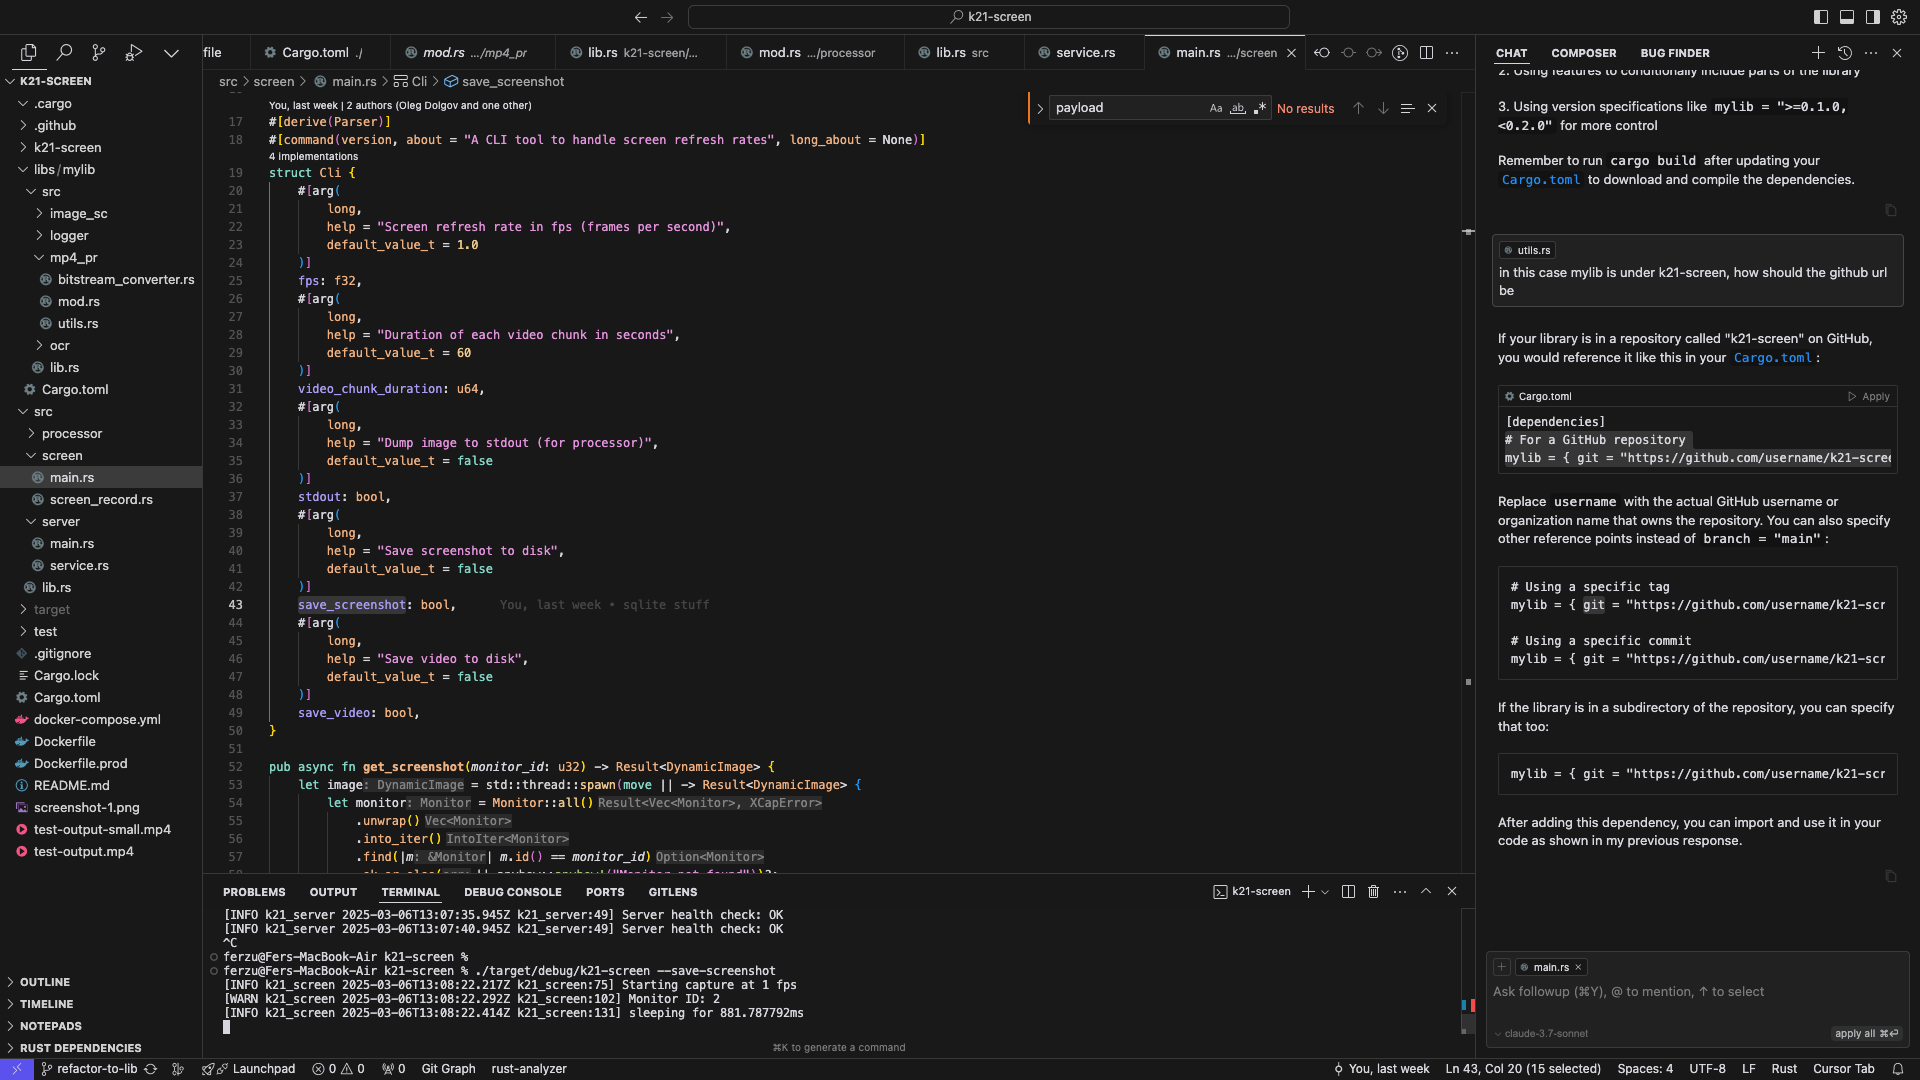 k21-screen
file
Cargo.toml ./
mod.rs .../mp4_pr
lib.rs k21-screen/...
mod.rs .../processor
lib.rs src
service.rs
main.rs .../screen
K21-SCREEN
.cargo
.github
k21-screen
libs/mylib
src
image_sc
logger
mp4_pr
bitstream_converter.rs
mod.rs
utils.rs
ocr
lib.rs
Cargo.toml
src
processor
screen
main.rs
screen_record.rs
server
main.rs
service.rs
lib.rs
target
test
.gitignore
Cargo.lock
Cargo.toml
docker-compose.yml
Dockerfile
Dockerfile.prod
README.md
screenshot-1.png
test-output-small.mp4
test-output.mp4
OUTLINE
TIMELINE
NOTEPADS
RUST DEPENDENCIES
src > screen > main.rs > Cli > save_screenshot
payload
Aa ab .*
No results
You, last week | 2 authors (Oleg Dolgov and one other)
17 #[derive(Parser)]
18 #[command(version, about = "A CLI tool to handle screen refresh rates", long_about = None)]
4 implementations
19 struct Cli {
20 #[arg(
21 long,
22 help = "Screen refresh rate in fps (frames per second)",
23 default_value_t = 1.0
24 )]
25 fps: f32,
26 #[arg(
27 long,
28 help = "Duration of each video chunk in seconds",
29 default_value_t = 60
30 )]
31 video_chunk_duration: u64,
32 #[arg(
33 long,
34 help = "Dump image to stdout (for processor)",
35 default_value_t = false
36 )]
37 stdout: bool,
38 #[arg(
39 long,
40 help = "Save screenshot to disk",
41 default_value_t = false
42 )]
43 save_screenshot: bool, You, last week • sqlite stuff
44 #[arg(
45 long,
46 help = "Save video to disk",
47 default_value_t = false
48 )]
49 save_video: bool,
50 }
51
52 pub async fn get_screenshot(monitor_id: u32) -> Result<DynamicImage> {
53 let image: DynamicImage = std::thread::spawn(move || -> Result<DynamicImage> {
54 let monitor: Monitor = Monitor::all() Result<Vec<Monitor>, XCapError>
55 .unwrap() Vec<Monitor>
56 .into_iter() IntoIter<Monitor>
57 .find(|m: &Monitor| m.id() == monitor_id) Option<Monitor>
PROBLEMS OUTPUT TERMINAL DEBUG CONSOLE PORTS GITLENS
k21-screen
[INFO k21_server 2025-03-06T13:07:35.945Z k21_server:49] Server health check: OK
[INFO k21_server 2025-03-06T13:07:40.945Z k21_server:49] Server health check: OK
^C
ferzu@Fers-MacBook-Air k21-screen %
ferzu@Fers-MacBook-Air k21-screen % ./target/debug/k21-screen --save-screenshot
[INFO k21_screen 2025-03-06T13:08:22.217Z k21_screen:75] Starting capture at 1 fps
[WARN k21_screen 2025-03-06T13:08:22.292Z k21_screen:102] Monitor ID: 2
[INFO k21_screen 2025-03-06T13:08:22.414Z k21_screen:131] sleeping for 881.787792ms
⌘K to generate a command
CHAT COMPOSER BUG FINDER
2. Using features to conditionally include parts of the library
3. Using version specifications like mylib = ">=0.1.0,
<0.2.0" for more control
Remember to run cargo build after updating your
Cargo.toml to download and compile the dependencies.
utils.rs
in this case mylib is under k21-screen, how should the github url
be
If your library is in a repository called "k21-screen" on GitHub,
you would reference it like this in your Cargo.toml :
Cargo.toml
Apply
[dependencies]
# For a GitHub repository
mylib = { git = "https://github.com/username/k21-scree
Replace username with the actual GitHub username or
organization name that owns the repository. You can also specify
other reference points instead of branch = "main" :
# Using a specific tag
mylib = { git = "https://github.com/username/k21-scr
# Using a specific commit
mylib = { git = "https://github.com/username/k21-scr
If the library is in a subdirectory of the repository, you can specify
that too:
mylib = { git = "https://github.com/username/k21-scr
After adding this dependency, you can import and use it in your
code as shown in my previous response.
main.rs
Ask followup (⌘Y), @ to mention, ↑ to select
claude-3.7-sonnet
apply all ⌘↵
refactor-to-lib
Launchpad
0 0
0
Git Graph
rust-analyzer
You, last week
Ln 43, Col 20 (15 selected)
Spaces: 4
UTF-8
LF
Rust
Cursor Tab